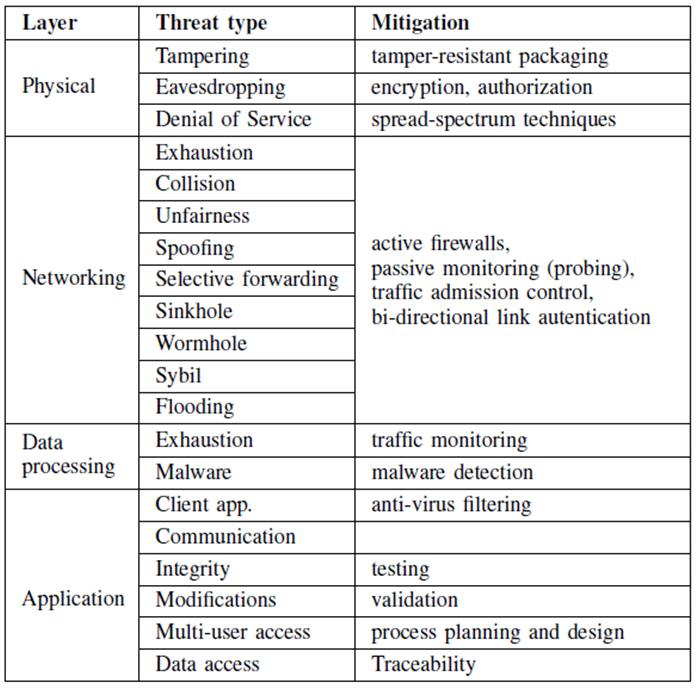 Layer Threat type Mitigation
Physical
Tampering tamper-resistant packaging
Eavesdropping encryption, authorization
Denial of Service spread-spectrum techniques
Networking
Exhaustion
Collision
Unfairness
Spoofing
Selective forwarding
Sinkhole
Wormhole
Sybil
Flooding
active firewalls,
passive monitoring (probing),
traffic admission control,
bi-directional link autentication
Data
processing
Exhaustion traffic monitoring
Malware malware detection
Application
Client app. anti-virus filtering
Communication
Integrity testing
Modifications validation
Multi-user access process planning and design
Data access Traceability